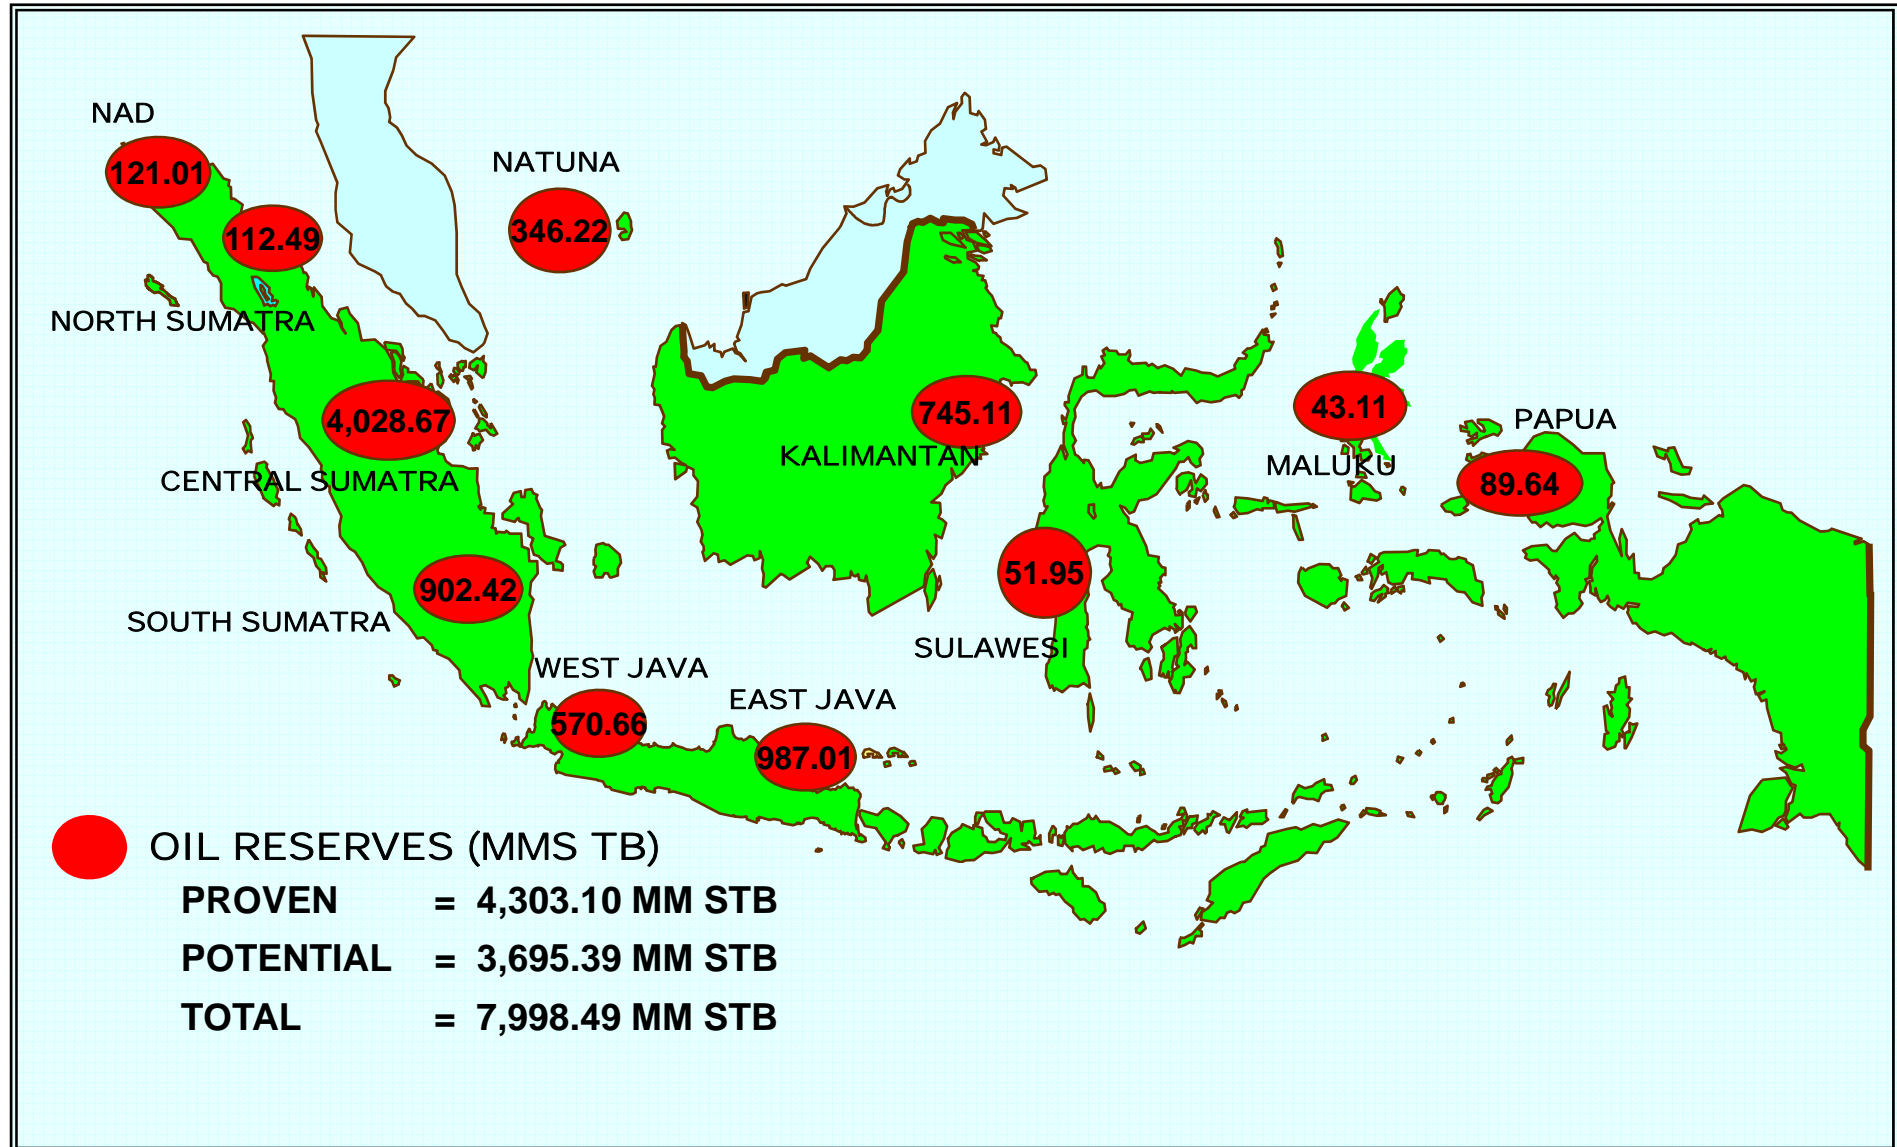 NAD
121.01
NATUNA
346.22
112.49
NORTH SUMATRA
4,028.67
CENTRAL SUMATRA
745.11
KALIMANTAN
43.11
MALUKU
PAPUA
89.64
902.42
SOUTH SUMATRA
51.95
SULAWESI
WEST JAVA
570.66
EAST JAVA
987.01
OIL RESERVES (MMS TB)
PROVEN = 4,303.10 MM STB
POTENTIAL = 3,695.39 MM STB
TOTAL = 7,998.49 MM STB